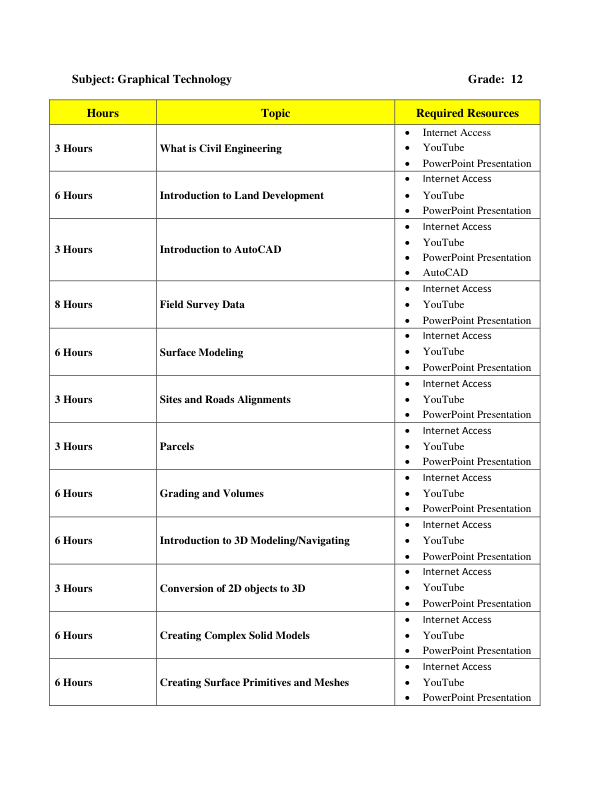 Subject: Graphical Technology Grade: 12
Hours Topic Required Resources
3 Hours What is Civil Engineering
• Internet Access
• YouTube
• PowerPoint Presentation
6 Hours Introduction to Land Development
• Internet Access
• YouTube
• PowerPoint Presentation
3 Hours Introduction to AutoCAD
• Internet Access
• YouTube
• PowerPoint Presentation
• AutoCAD
8 Hours Field Survey Data
• Internet Access
• YouTube
• PowerPoint Presentation
6 Hours Surface Modeling
• Internet Access
• YouTube
• PowerPoint Presentation
3 Hours Sites and Roads Alignments
• Internet Access
• YouTube
• PowerPoint Presentation
3 Hours Parcels
• Internet Access
• YouTube
• PowerPoint Presentation
6 Hours Grading and Volumes
• Internet Access
• YouTube
• PowerPoint Presentation
6 Hours Introduction to 3D Modeling/Navigating
• Internet Access
• YouTube
• PowerPoint Presentation
3 Hours Conversion of 2D objects to 3D
• Internet Access
• YouTube
• PowerPoint Presentation
6 Hours Creating Complex Solid Models
• Internet Access
• YouTube
• PowerPoint Presentation
6 Hours Creating Surface Primitives and Meshes
• Internet Access
• YouTube
• PowerPoint Presentation